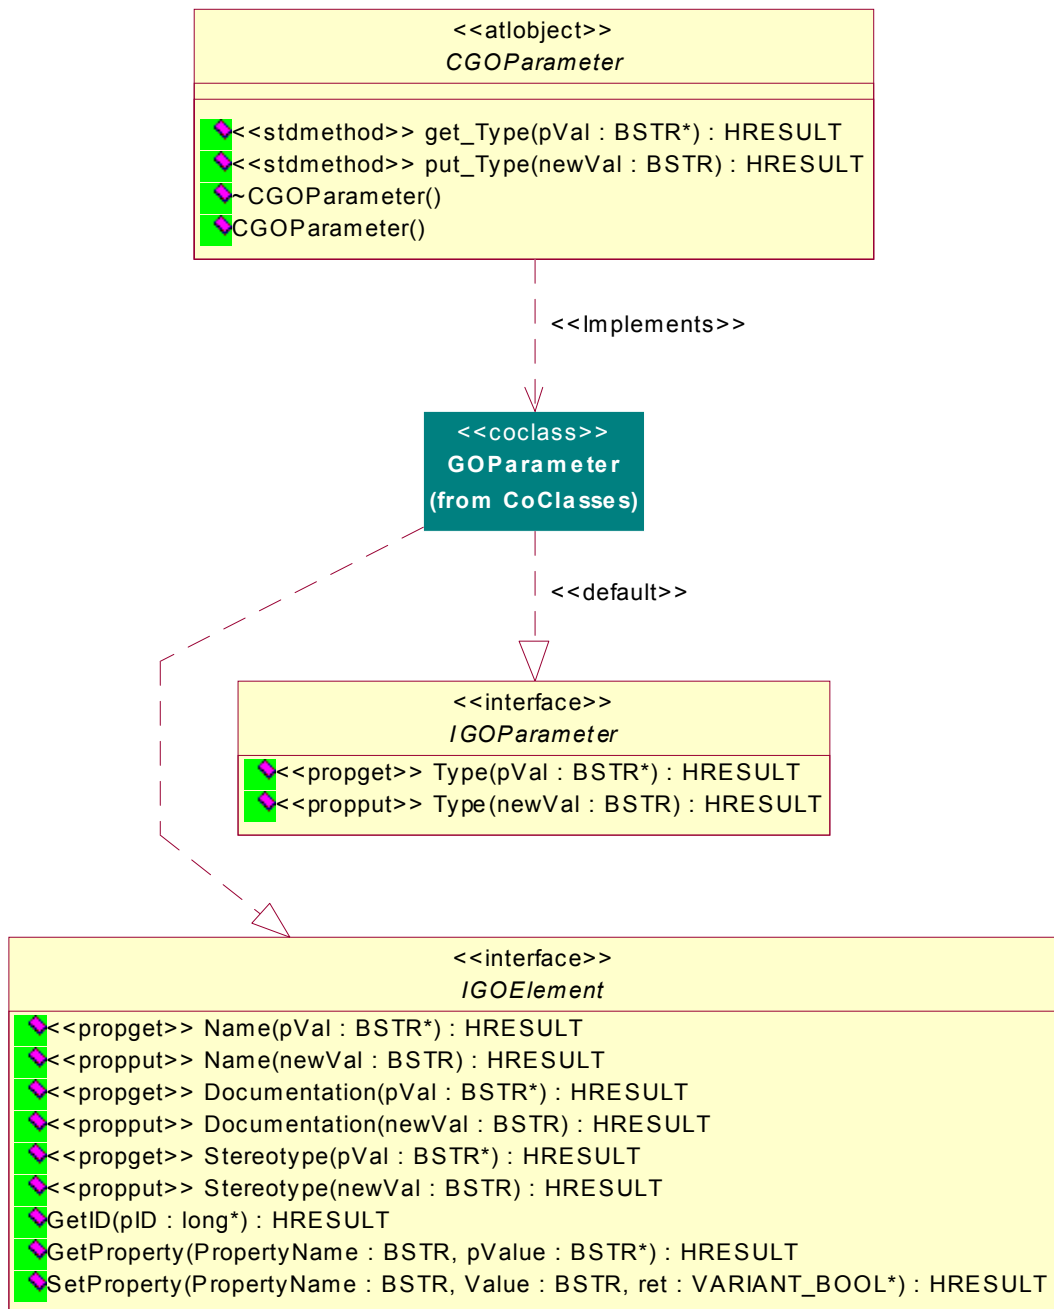 <<atlobject>>
CGOParameter
<<stdmethod>> get_Type(pVal : BSTR*) : HRESULT
<<stdmethod>> put_Type(newVal : BSTR) : HRESULT
~CGOParameter()
CGOParameter()
<<Implements>>
<<coclass>>
GOParameter
(from CoClasses)
<<default>>
<<interface>>
IGOParameter
<<propget>> Type(pVal : BSTR*) : HRESULT
<<propput>> Type(newVal : BSTR) : HRESULT
<<interface>>
IGOElement
<<propget>> Name(pVal : BSTR*) : HRESULT
<<propput>> Name(newVal : BSTR) : HRESULT
<<propget>> Documentation(pVal : BSTR*) : HRESULT
<<propput>> Documentation(newVal : BSTR) : HRESULT
<<propget>> Stereotype(pVal : BSTR*) : HRESULT
<<propput>> Stereotype(newVal : BSTR) : HRESULT
GetID(pID : long*) : HRESULT
GetProperty(PropertyName : BSTR, pValue : BSTR*) : HRESULT
SetProperty(PropertyName : BSTR, Value : BSTR, ret : VARIANT_BOOL*) : HRESULT